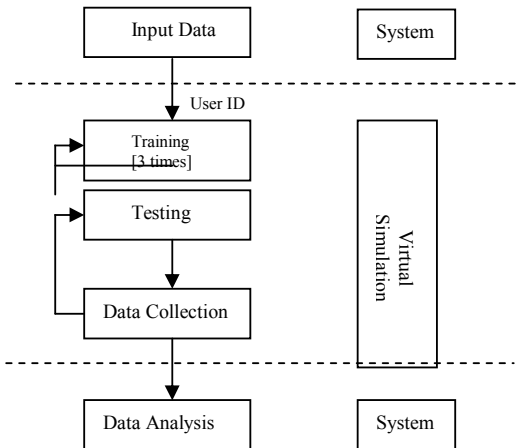 Input Data
System
User ID
Training
[3 times]
Testing
Virtual
Simulation
Data Collection
Data Analysis
System